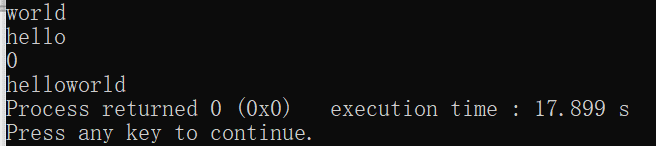 world
hello
0
helloworld
Process returned 0 (0x0)   execution time : 17.899 s
Press any key to continue.